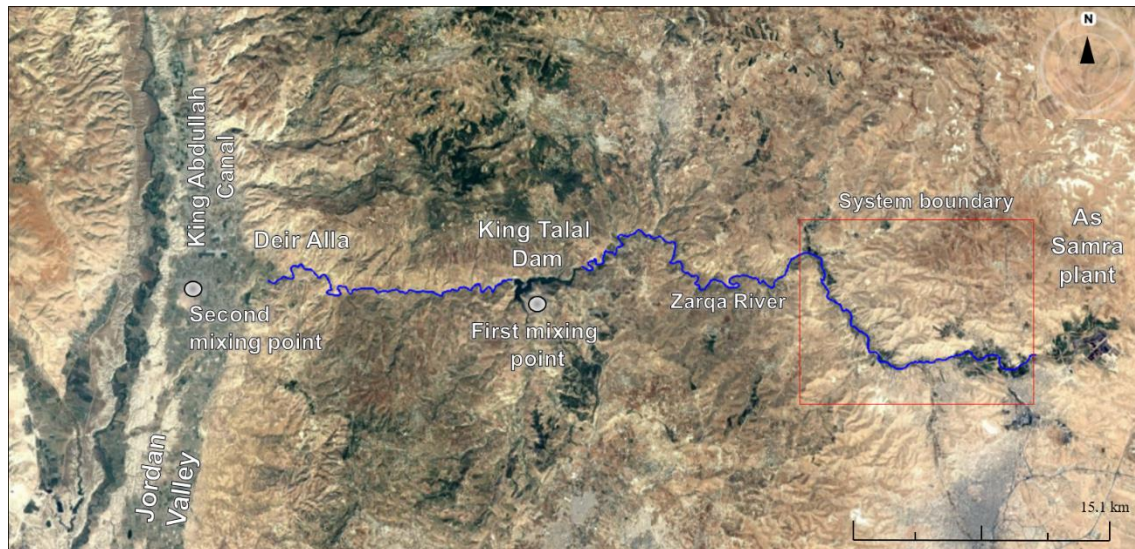 N
System boundary
As
Samra
plant
King Abdullah
Canal
Deir Alla
King Talal
Dam
Zarqa River
Second
mixing point
First mixing
point
Jordan
Valley
15.1 km